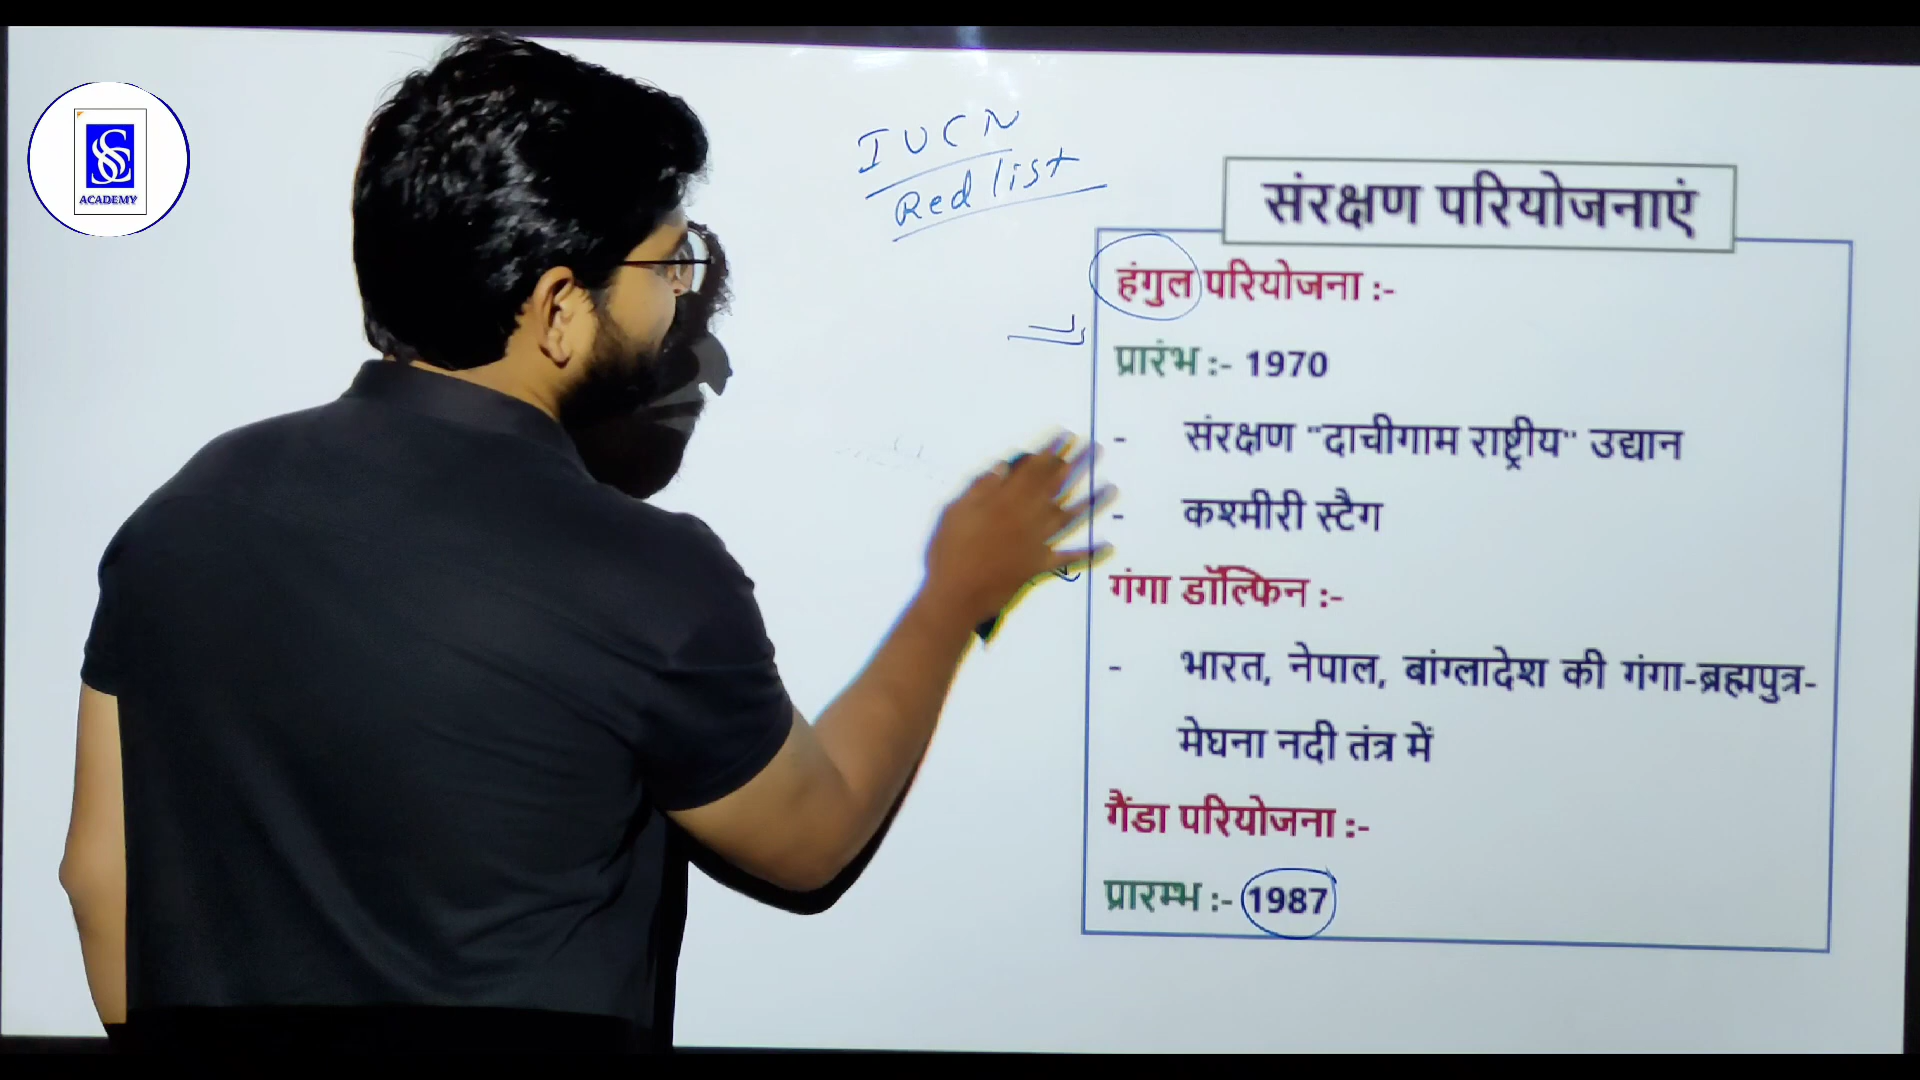 SSC
ACADEMY
IUCN
Red list
संरक्षण परियोजनाएं
हंगुल परियोजना :-
प्रारंभ :- 1970
- संरक्षण "दाचीगाम राष्ट्रीय" उद्यान
- कश्मीरी स्टैग
गंगा डॉल्फिन :-
- भारत, नेपाल, बांग्लादेश की गंगा-ब्रह्मपुत्र-
मेघना नदी तंत्र में
गैंडा परियोजना :-
प्रारम्भ :- 1987